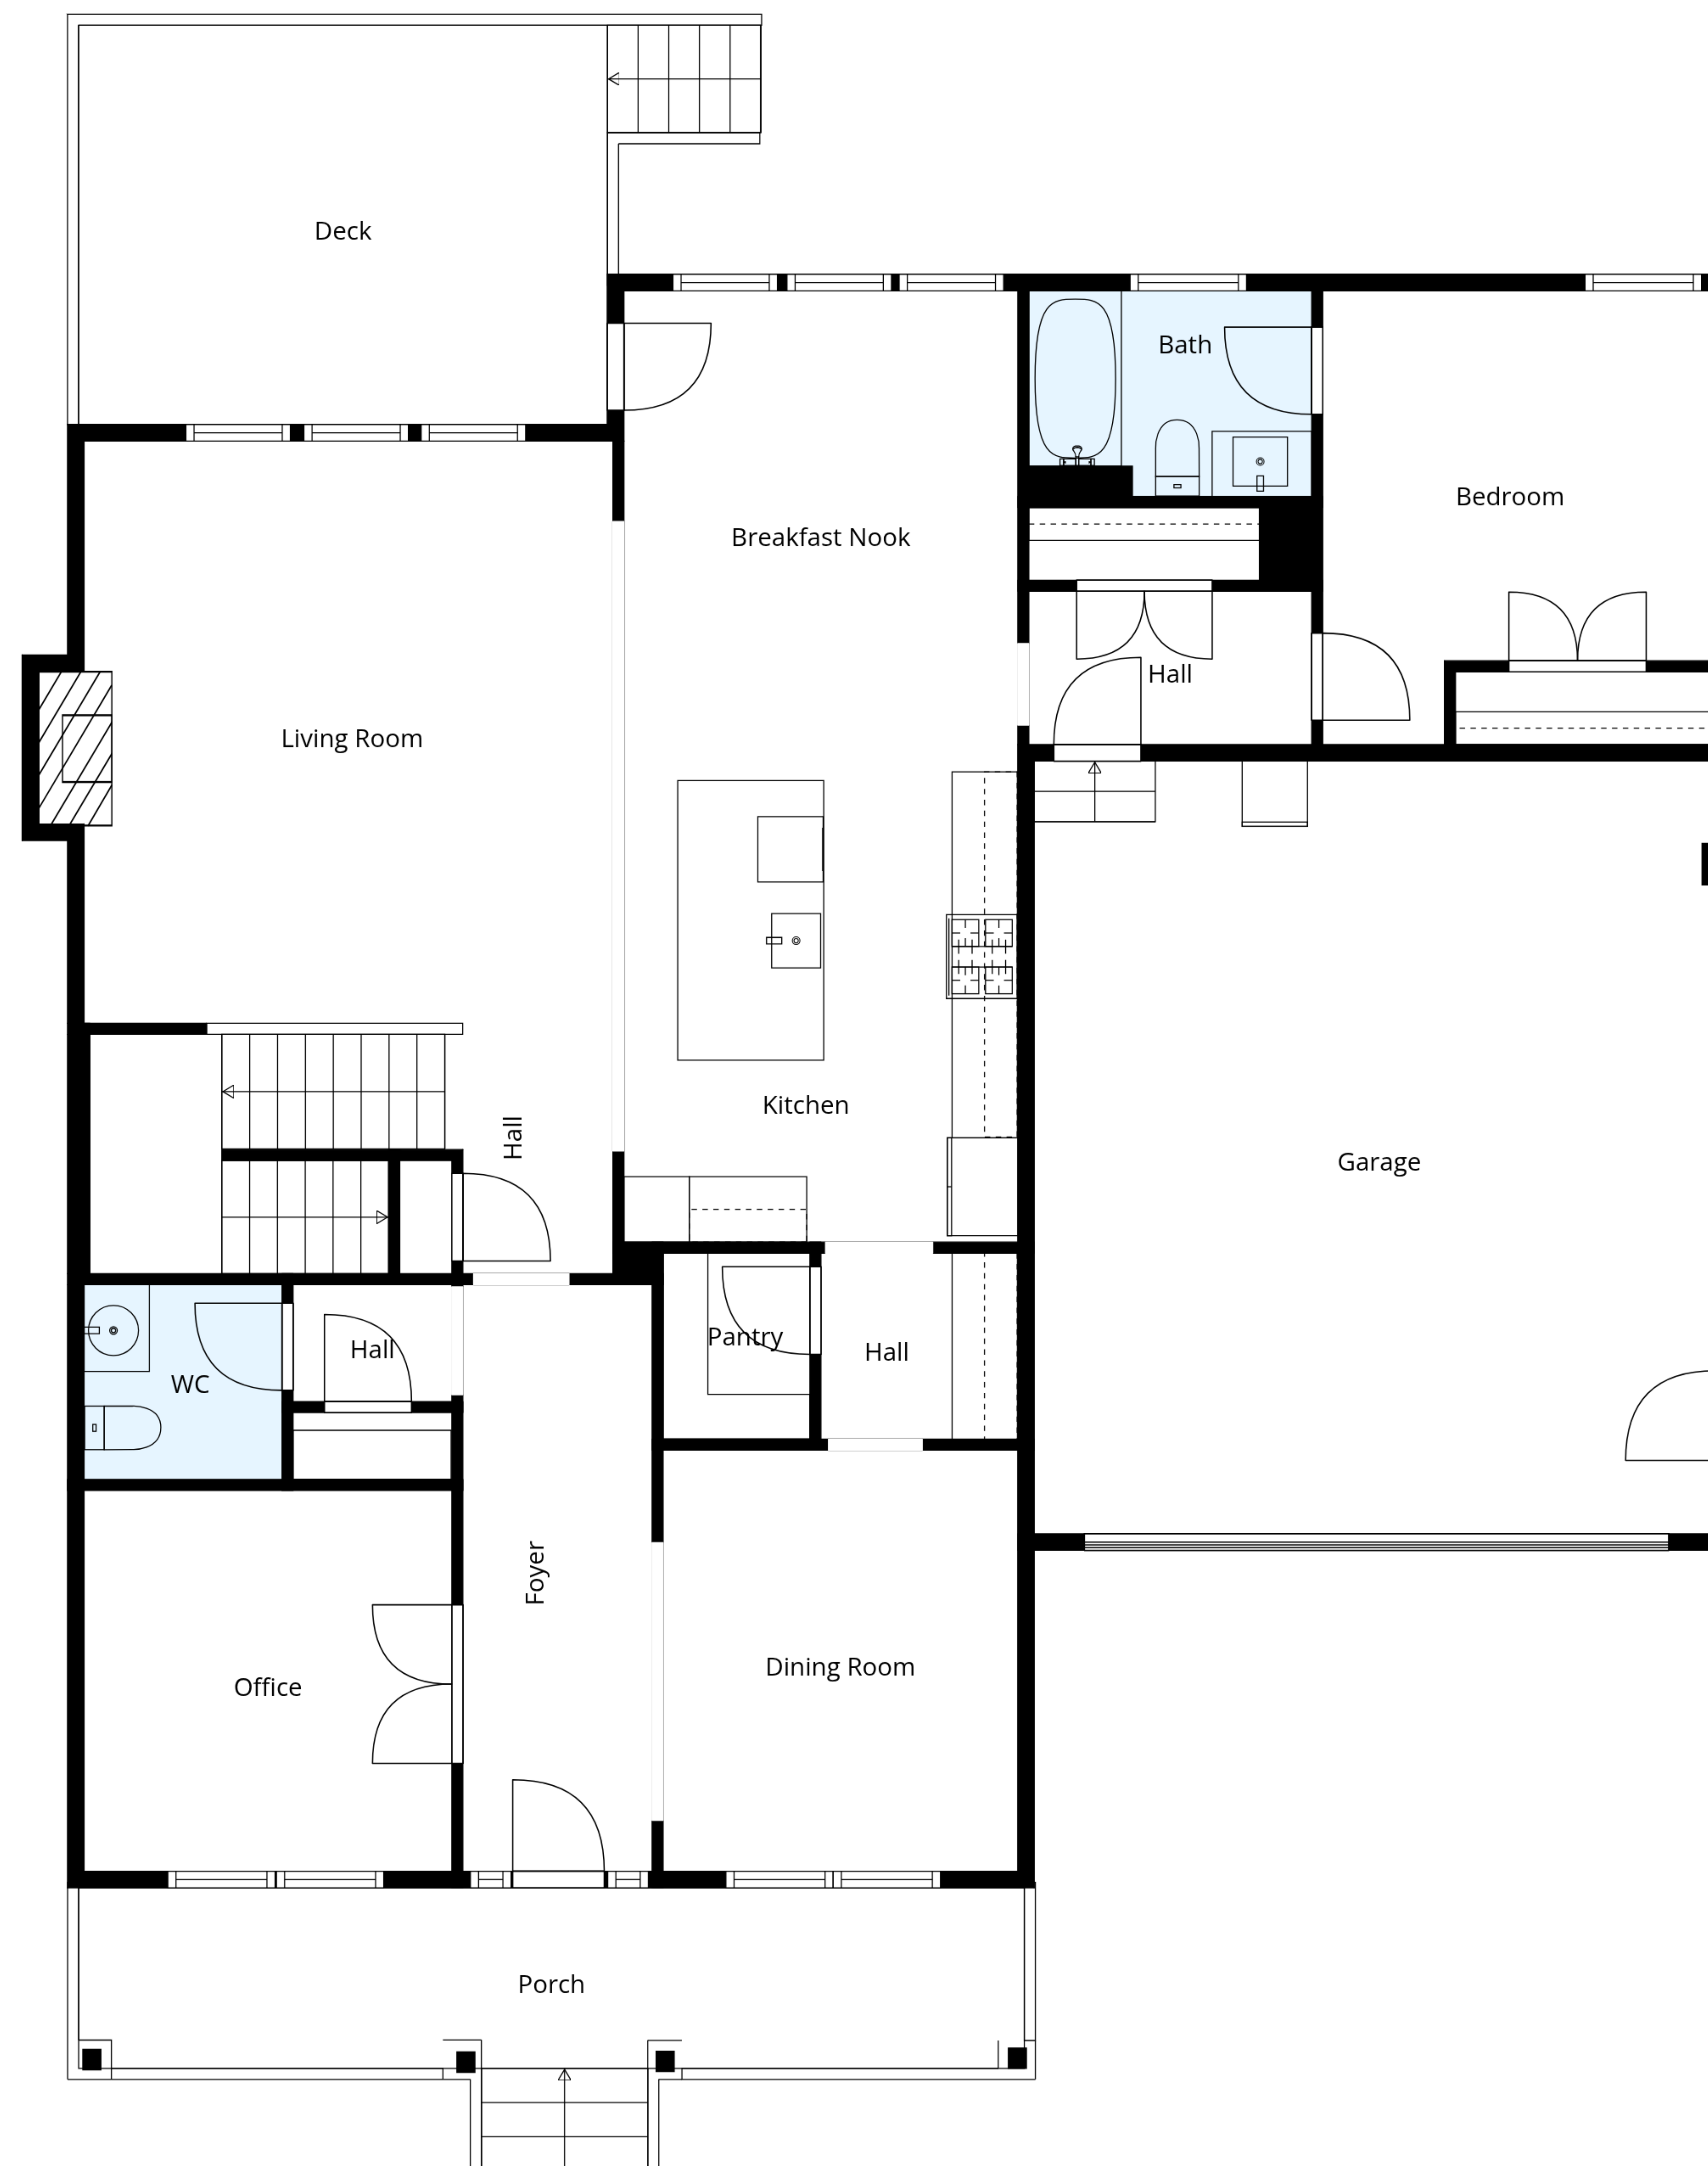 Deck
Bath
Bedroom
Breakfast Nook
Hall
Living Room
Kitchen
Hall
Garage
Pantry
Hall
Hall
WC
Foyer
Dining Room
Office
Porch